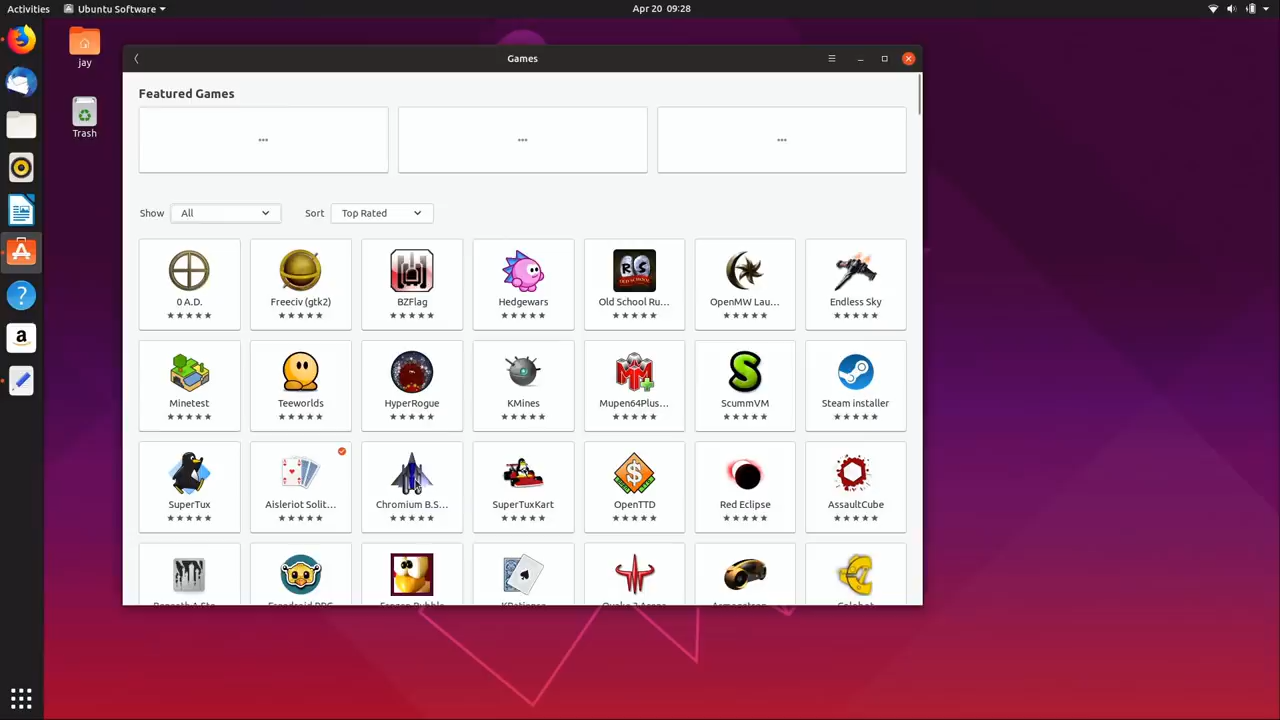 Activities
Ubuntu Software
Apr 20 09:28
jay
Trash
Games
Featured Games
...
...
...
Show
All
Sort
Top Rated
0 A.D.
Freeciv (gtk2)
BZFlag
Hedgewars
Old School Ru...
OpenMW Lau...
Endless Sky
Minetest
Teeworlds
HyperRogue
KMines
Mupen64Plus...
ScummVM
Steam installer
SuperTux
Aisleriot Solit...
Chromium B.S...
SuperTuxKart
OpenTTD
Red Eclipse
AssaultCube